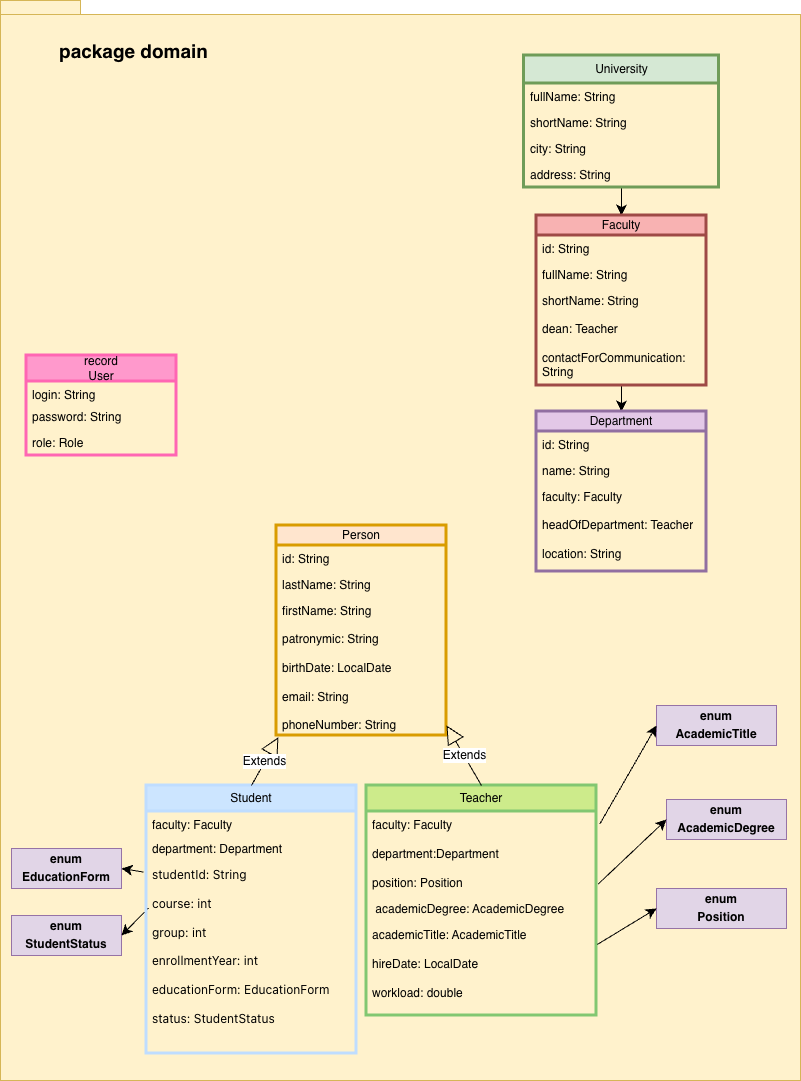 package domain
University
fullName: String
shortName: String
city: String
address: String
Faculty
id: String
fullName: String
shortName: String
dean: Teacher
contactForCommunication:
String
record
User
login: String
password: String
role: Role
Department
id: String
name: String
faculty: Faculty
headOfDepartment: Teacher
location: String
Person
id: String
lastName: String
firstName: String
patronymic: String
birthDate: LocalDate
email: String
phoneNumber: String
Extends
Extends
Student
faculty: Faculty
department: Department
studentId: String
course: int
group: int
enrollmentYear: int
educationForm: EducationForm
status: StudentStatus
Teacher
faculty: Faculty
department:Department
position: Position
academicDegree: AcademicDegree
academicTitle: AcademicTitle
hireDate: LocalDate
workload: double
enum
EducationForm
enum
StudentStatus
enum
AcademicTitle
enum
AcademicDegree
enum
Position